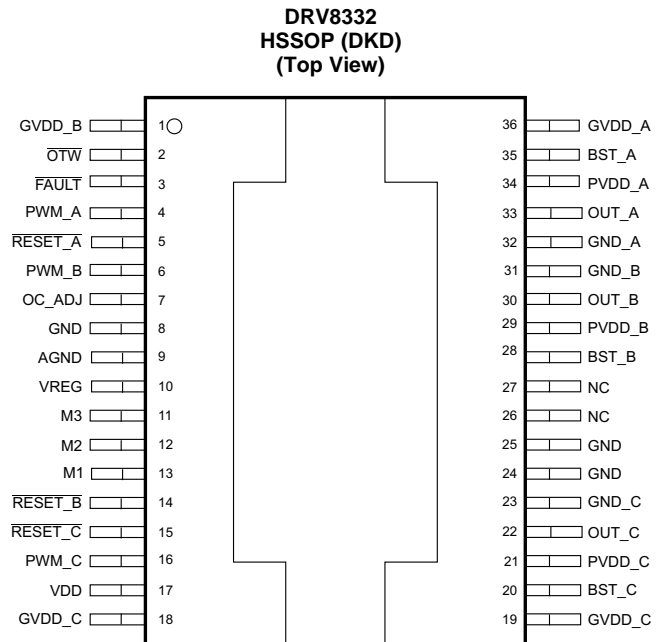 DRV8332
HSSOP (DKD)
(Top View)
GVDD_B 1 36 GVDD_A
OTW 2 35 BST_A
FAULT 3 34 PVDD_A
PWM_A 4 33 OUT_A
RESET_A 5 32 GND_A
PWM_B 6 31 GND_B
OC_ADJ 7 30 OUT_B
GND 8 29 PVDD_B
AGND 9 28 BST_B
VREG 10 27 NC
M3 11 26 NC
M2 12 25 GND
M1 13 24 GND
RESET_B 14 23 GND_C
RESET_C 15 22 OUT_C
PWM_C 16 21 PVDD_C
VDD 17 20 BST_C
GVDD_C 18 19 GVDD_C